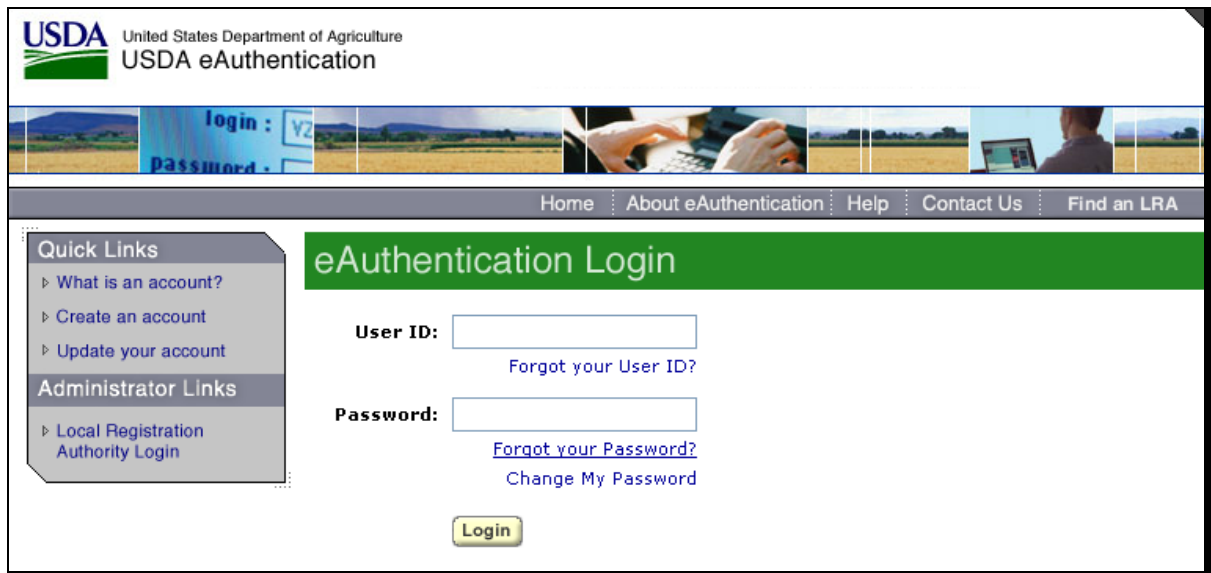 USDA
United States Department of Agriculture
USDA eAuthentication
login :
password :
Home
About eAuthentication
Help
Contact Us
Find an LRA
Quick Links
What is an account?
Create an account
Update your account
Administrator Links
Local Registration
Authority Login
eAuthentication Login
User ID:
Forgot your User ID?
Password:
Forgot your Password?
Change My Password
Login